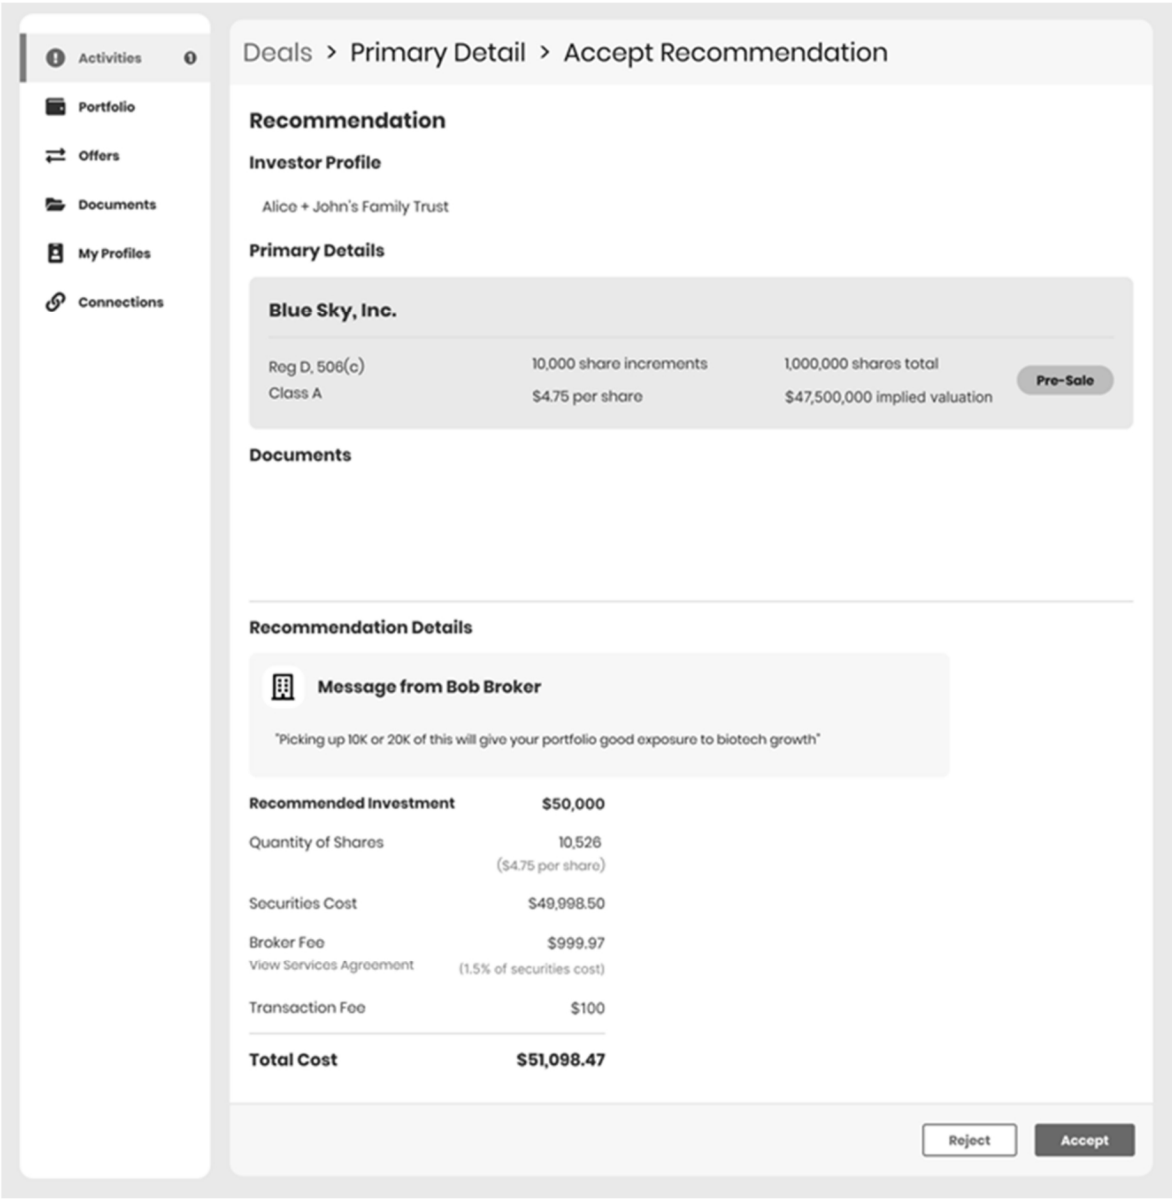 Activities 1
Portfolio
Offers
Documents
My Profiles
Connections
Deals > Primary Detail > Accept Recommendation
Recommendation
Investor Profile
Alice + John's Family Trust
Primary Details
Blue Sky, Inc.
Reg D, 506(c)
Class A
10,000 share increments
$4.75 per share
1,000,000 shares total
$47,500,000 implied valuation
Pre-Sale
Documents
Recommendation Details
Message from Bob Broker
"Picking up 10K or 20K of this will give your portfolio good exposure to biotech growth"
Recommended Investment $50,000
Quantity of Shares 10,526
($4.75 per share)
Securities Cost $49,998.50
Broker Fee $999.97
View Services Agreement (1.5% of securities cost)
Transaction Fee $100
Total Cost $51,098.47
Reject Accept